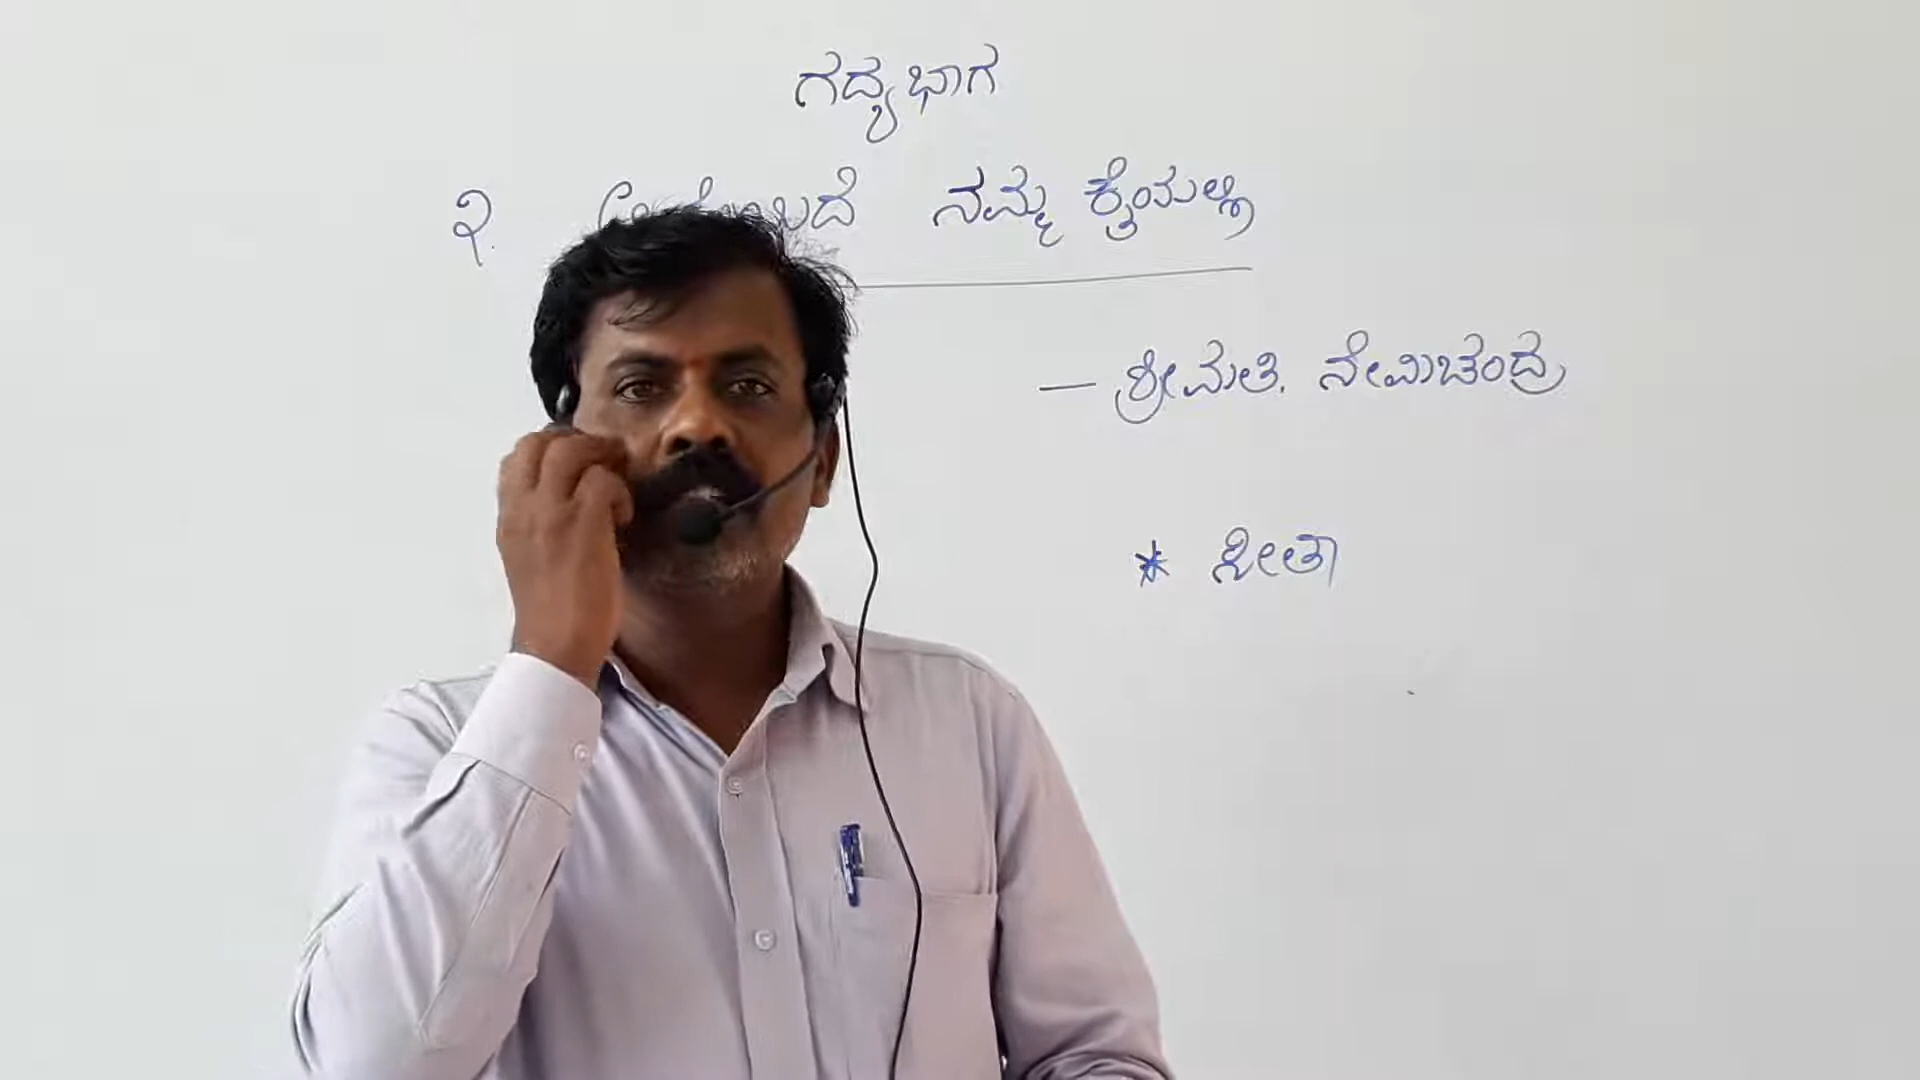 ಗದ್ಯಭಾಗ
೨. ನಮ್ಮ ಕೈಯಲ್ಲಿ
— ಶ್ರೀಮತಿ. ನೇಮಿಚಂದ್ರ
* ಸೀತಾ